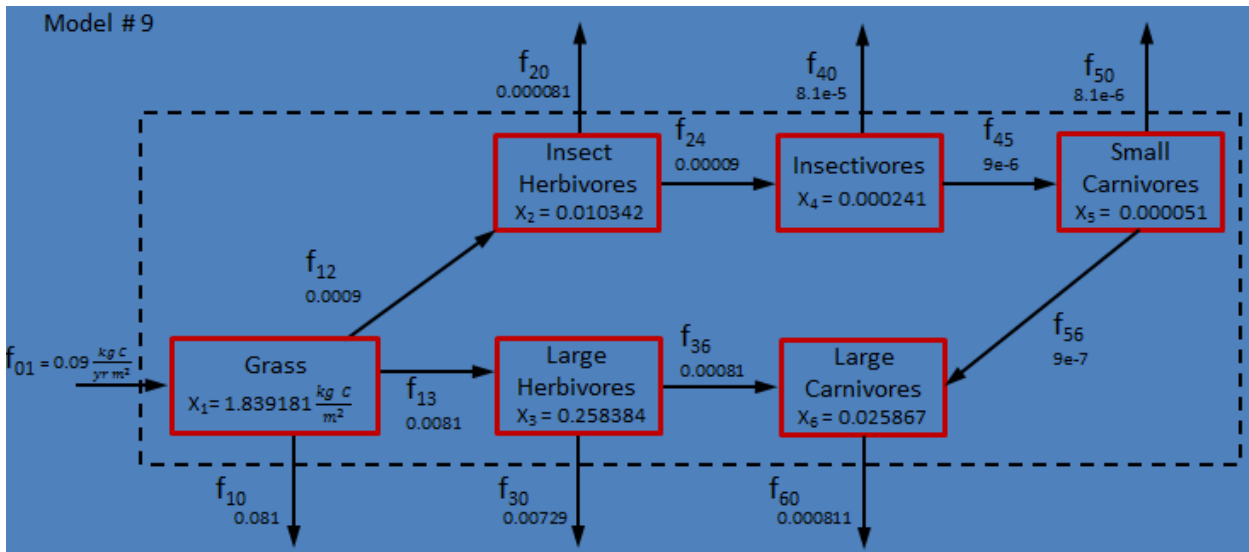 Model # 9
f20
0.000081
f40
8.1e-5
f50
8.1e-6
Insect
Herbivores
X2 = 0.010342
f24
0.00009
Insectivores
X4 = 0.000241
f45
9e-6
Small
Carnivores
X5 = 0.000051
f12
0.0009
f01 = 0.09 kg C / yr m²
Grass
X1= 1.839181 kg C / m²
f13
0.0081
Large
Herbivores
X3 = 0.258384
f36
0.00081
Large
Carnivores
X6 = 0.025867
f56
9e-7
f10
0.081
f30
0.00729
f60
0.000811